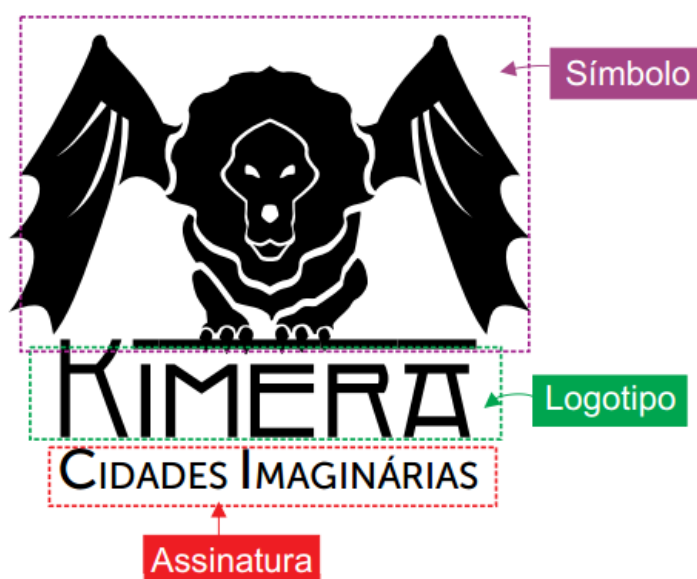 Símbolo
KIMERA
Logotipo
CIDADES IMAGINÁRIAS
Assinatura